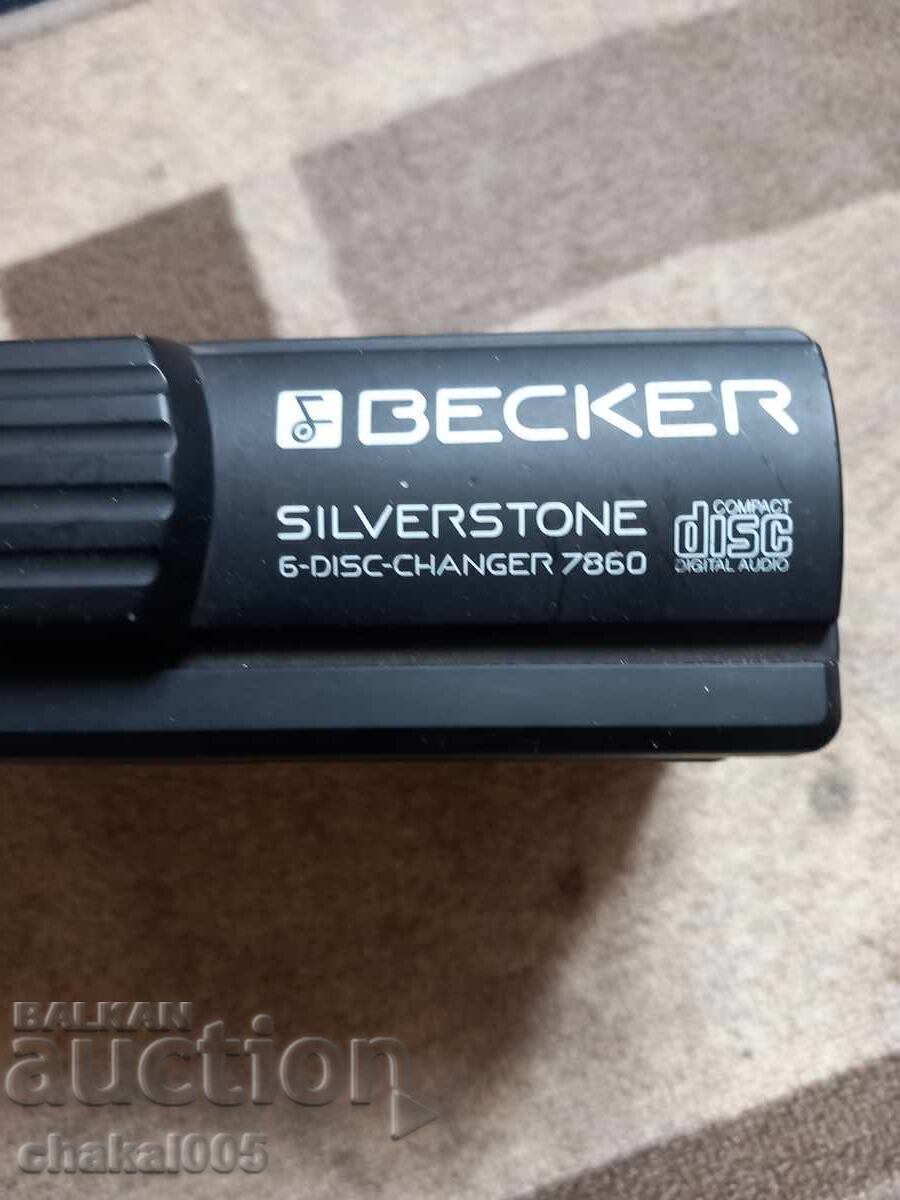 BECKER
SILVERSTONE
6-DISC-CHANGER 7860
COMPACT
disc
DIGITAL AUDIO
BALKAN
auction
chakal005